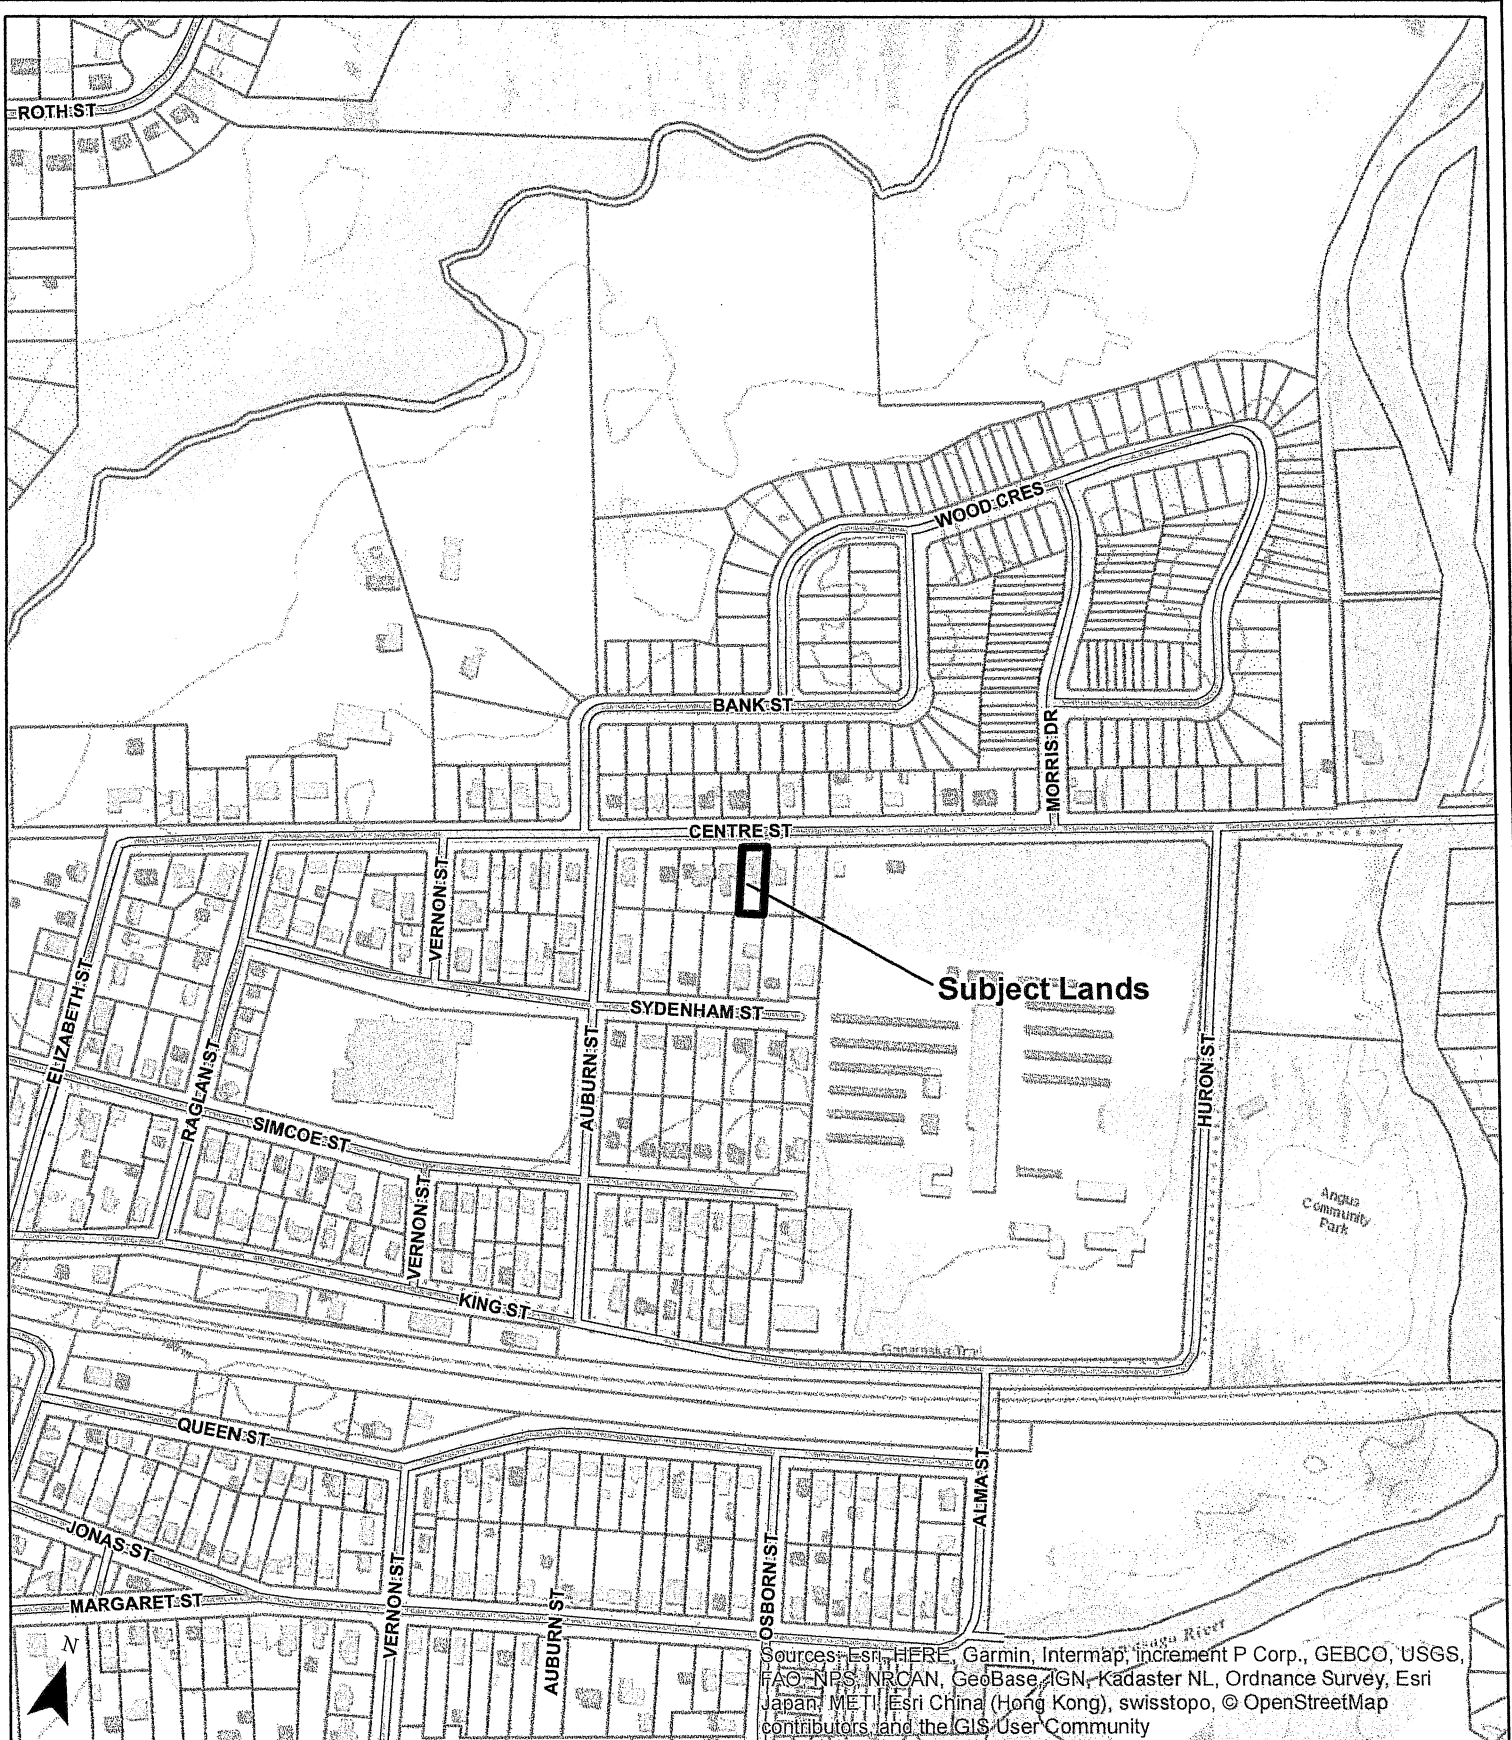 ROTH ST
WOOD CRES
BANK ST
MORRIS DR
CENTRE ST
VERNON ST
Subject Lands
ELIZABETH ST
SYDENHAM ST
AUBURN ST
RAGLAN ST
HURON ST
SIMCOE ST
VERNON ST
Angus
Community
Park
KING ST
Ganaraska Trail
QUEEN ST
ALMA ST
JONAS ST
OSBORN ST
VERNON ST
AUBURN ST
MARGARET ST
River
N
Sources: Esri, HERE, Garmin, Intermap, increment P Corp., GEBCO, USGS,
FAO, NPS, NRCAN, GeoBase, IGN, Kadaster NL, Ordnance Survey, Esri
Japan, METI, Esri China (Hong Kong), swisstopo, © OpenStreetMap
contributors, and the GIS User Community